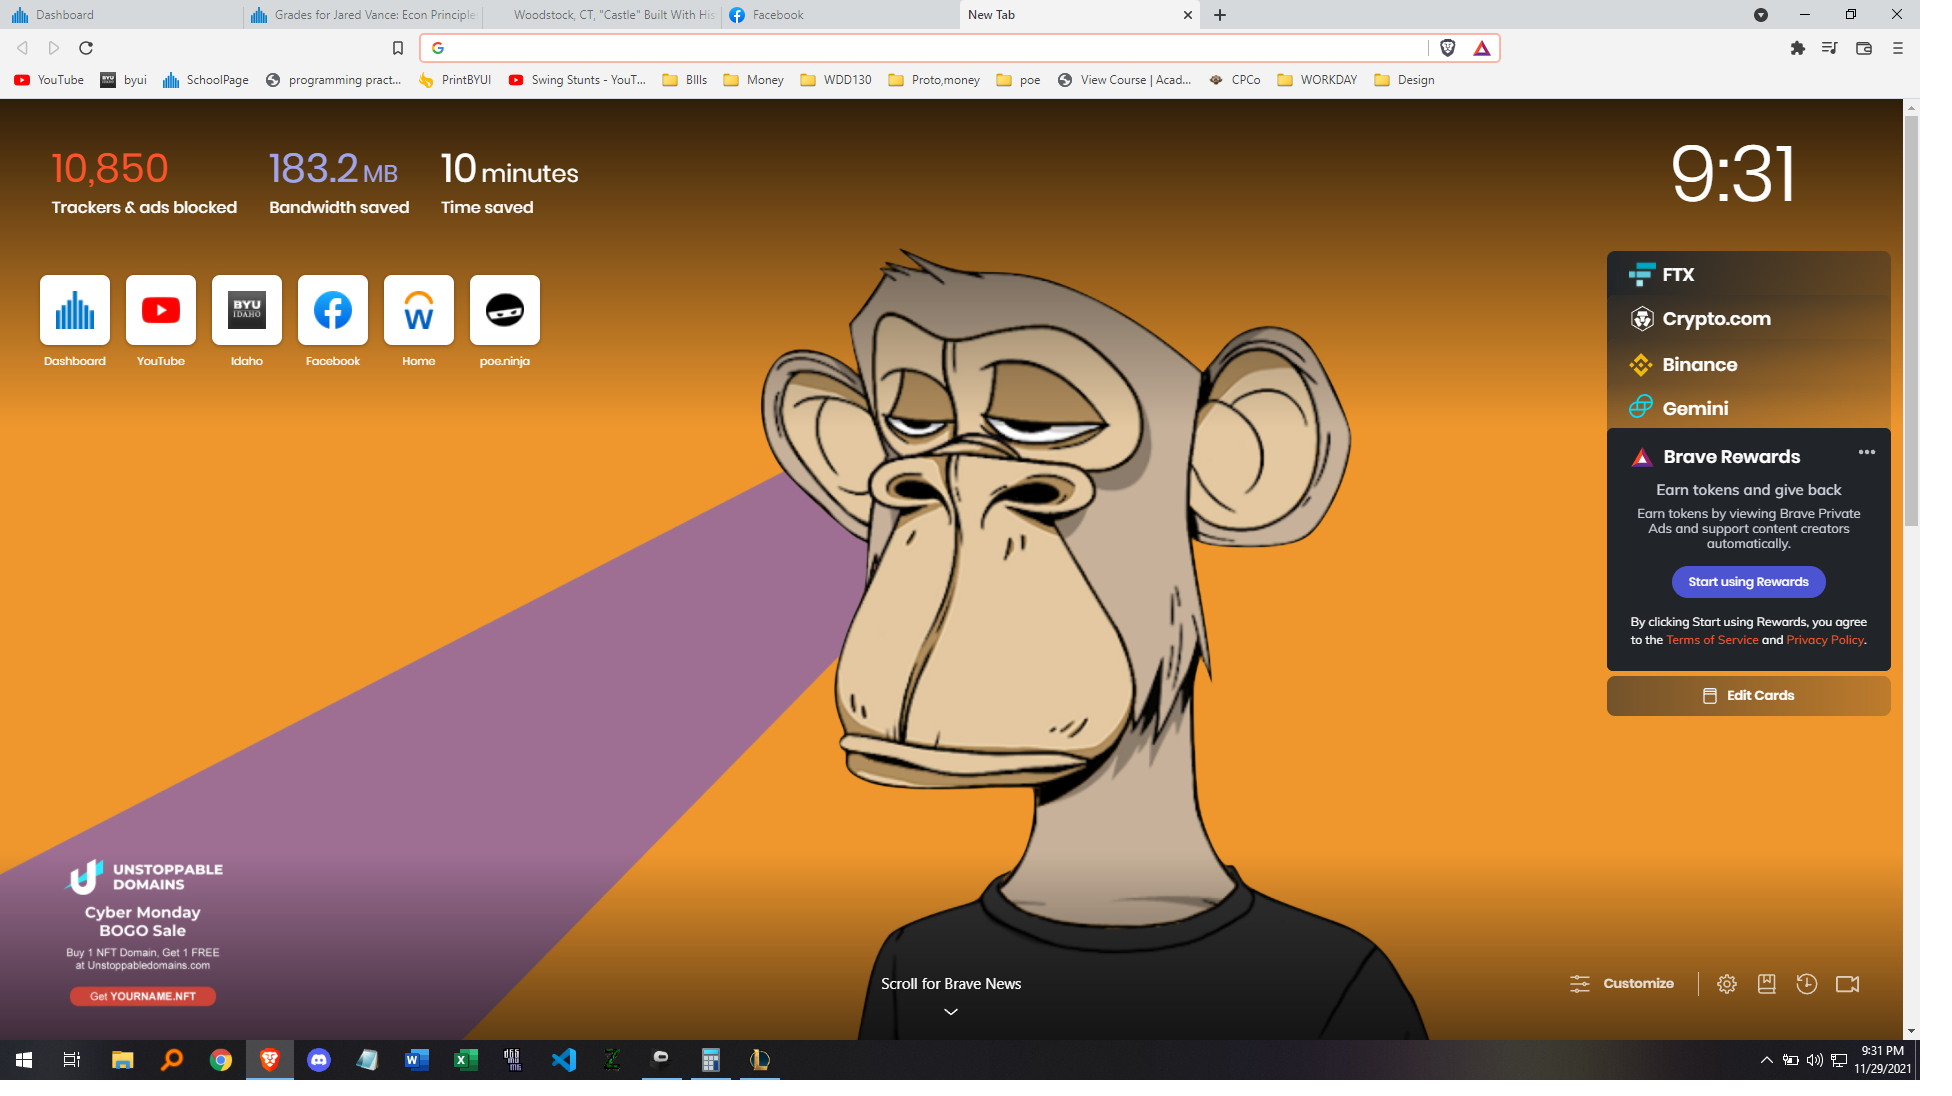 Dashboard
Grades for Jared Vance: Econ Principle
Woodstock, CT, "Castle" Built With His
Facebook
New Tab
YouTube
byui
SchoolPage
programming pract...
PrintBYUI
Swing Stunts - YouT...
BIlls
Money
WDD130
Proto,money
poe
View Course | Acad...
CPCo
WORKDAY
Design
10,850
Trackers & ads blocked
183.2 MB
Bandwidth saved
10 minutes
Time saved
9:31
BYU
IDAHO
Dashboard
YouTube
Idaho
Facebook
Home
poe.ninja
FTX
Crypto.com
Binance
Gemini
Brave Rewards
Earn tokens and give back
Earn tokens by viewing Brave Private
Ads and support content creators
automatically.
Start using Rewards
By clicking Start using Rewards, you agree
to the Terms of Service and Privacy Policy.
Edit Cards
UNSTOPPABLE
DOMAINS
Cyber Monday
BOGO Sale
Buy 1 NFT Domain, Get 1 FREE
at Unstoppabledomains.com
Get YOURNAME.NFT
Scroll for Brave News
Customize
9:31 PM
11/29/2021